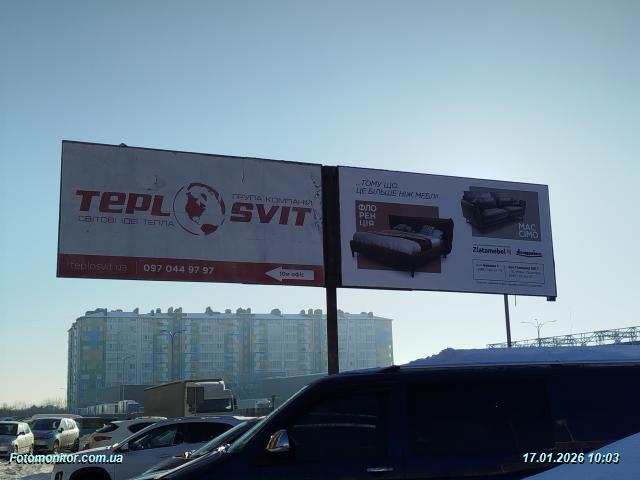 TEPLO SVIT
ГРУПА КОМПАНІЙ
СВІТОВІ ІДЕЇ ТЕПЛА
teplosvit.ua
097 044 97 97
10м офіс
..ТОМУ ЩО,
ЦЕ БІЛЬШЕ НІЖ МЕБЛІ!
ФЛО
РЕН
ЦІЯ
МАС
СІМО
Zlatamebel
Fotomonitor.com.ua
17.01.2026 10:03